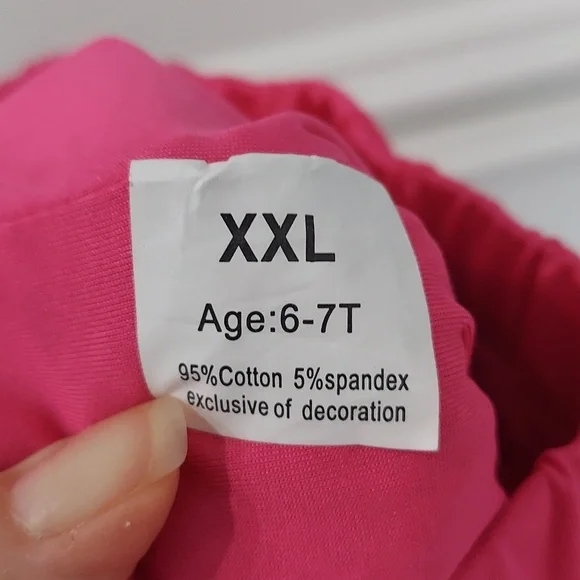 XXL
Age:6-7T
95%Cotton 5%spandex
exclusive of decoration